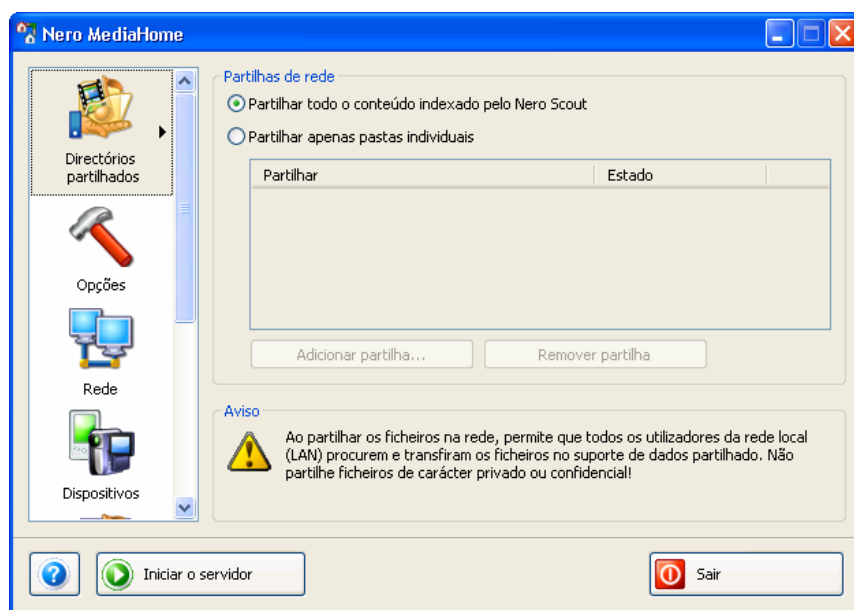 Nero MediaHome
Directórios
partilhados
Opções
Rede
Dispositivos
Partilhas de rede
Partilhar todo o conteúdo indexado pelo Nero Scout
Partilhar apenas pastas individuais
Partilhar Estado
Adicionar partilha... Remover partilha
Aviso
Ao partilhar os ficheiros na rede, permite que todos os utilizadores da rede local
(LAN) procurem e transfiram os ficheiros no suporte de dados partilhado. Não
partilhe ficheiros de carácter privado ou confidencial!
Iniciar o servidor Sair